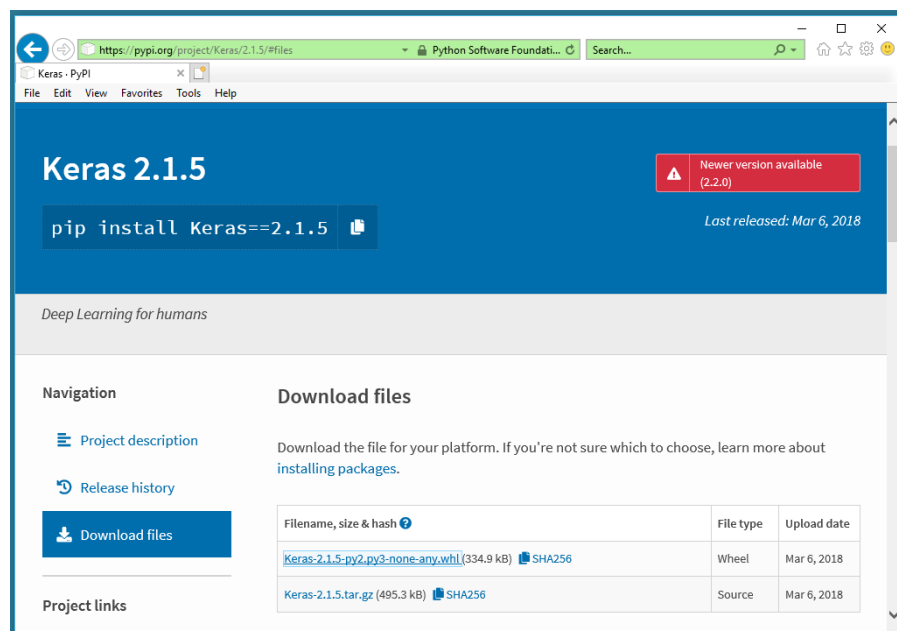 https://pypi.org/project/Keras/2.1.5/#files
Python Software Foundati...
Search...
Keras · PyPI
File Edit View Favorites Tools Help
Keras 2.1.5
Newer version available
(2.2.0)
pip install Keras==2.1.5
Last released: Mar 6, 2018
Deep Learning for humans
Navigation
Project description
Release history
Download files
Project links
Download files
Download the file for your platform. If you're not sure which to choose, learn more about
installing packages.
Filename, size & hash ? File type Upload date
Keras-2.1.5-py2.py3-none-any.whl (334.9 kB) SHA256 Wheel Mar 6, 2018
Keras-2.1.5.tar.gz (495.3 kB) SHA256 Source Mar 6, 2018